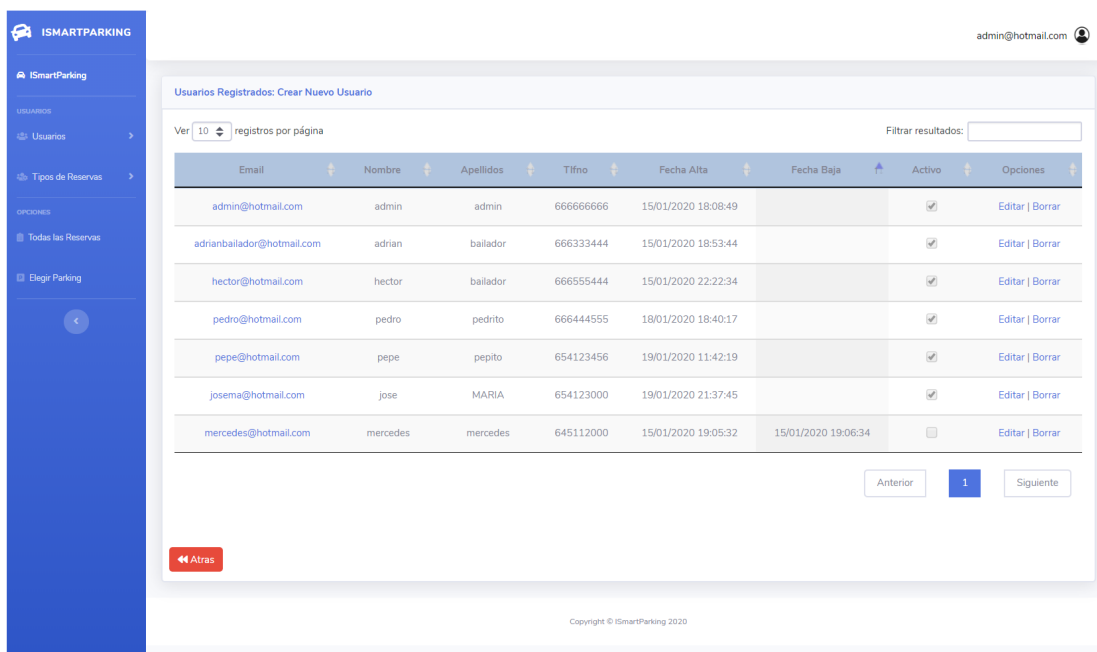 ISMARTPARKING
admin@hotmail.com
ISmartParking
USUARIOS
Usuarios
Tipos de Reservas
OPCIONES
Todas las Reservas
Elegir Parking
Usuarios Registrados: Crear Nuevo Usuario
Ver 10 registros por página Filtrar resultados:
Email Nombre Apellidos Tlfno Fecha Alta Fecha Baja Activo Opciones
admin@hotmail.com admin admin 666666666 15/01/2020 18:08:49 Editar | Borrar
adrianbailador@hotmail.com adrian bailador 666333444 15/01/2020 18:53:44 Editar | Borrar
hector@hotmail.com hector bailador 666555444 15/01/2020 22:22:34 Editar | Borrar
pedro@hotmail.com pedro pedrito 666444555 18/01/2020 18:40:17 Editar | Borrar
pepe@hotmail.com pepe pepito 654123456 19/01/2020 11:42:19 Editar | Borrar
josema@hotmail.com jose MARIA 654123000 19/01/2020 21:37:45 Editar | Borrar
mercedes@hotmail.com mercedes mercedes 645112000 15/01/2020 19:05:32 15/01/2020 19:06:34 Editar | Borrar
Anterior 1 Siguiente
Atras
Copyright © ISmartParking 2020